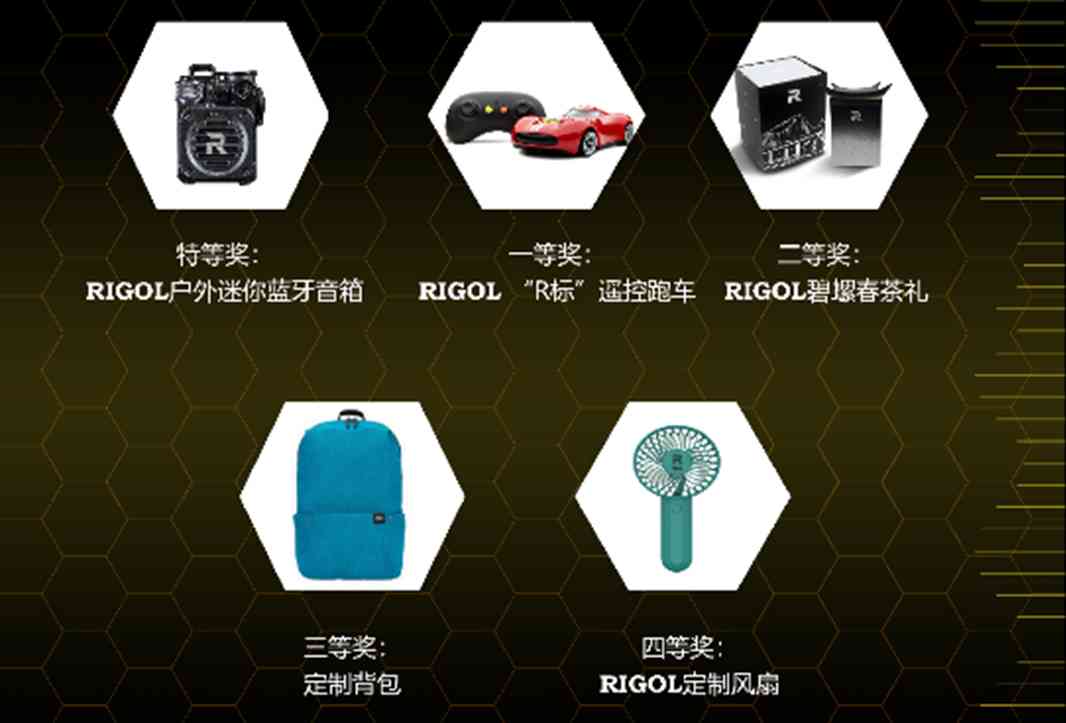 特等奖：
RIGOL户外迷你蓝牙音箱
一等奖：
RIGOL “R标”遥控跑车
二等奖：
RIGOL碧螺春茶礼
三等奖：
定制背包
四等奖：
RIGOL定制风扇